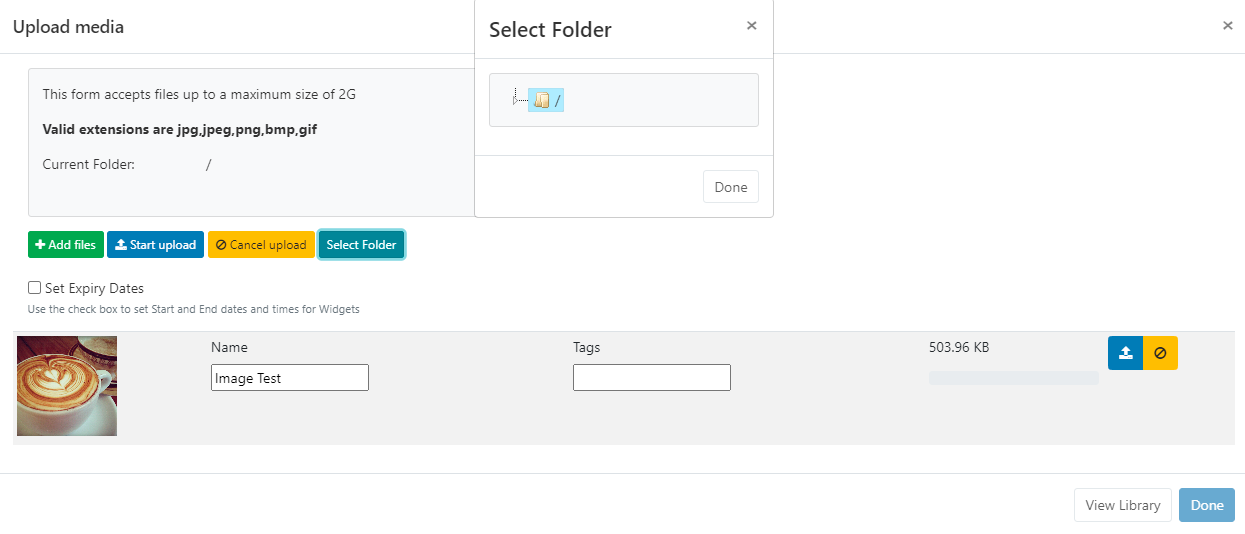 Upload media
×
Select Folder
×
/
Done
This form accepts files up to a maximum size of 2G
Valid extensions are jpg,jpeg,png,bmp,gif
Current Folder: /
Add files
Start upload
Cancel upload
Select Folder
Set Expiry Dates
Use the check box to set Start and End dates and times for Widgets
Name
Image Test
Tags
503.96 KB
View Library
Done